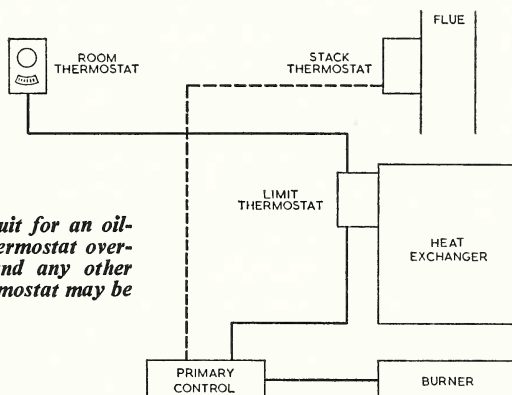 FLUE
ROOM
THERMOSTAT
STACK
THERMOSTAT
LIMIT
THERMOSTAT
uit for an oil-
ermostat over-
nd any other
mostat may be
HEAT
EXCHANGER
PRIMARY
CONTROL
BURNER